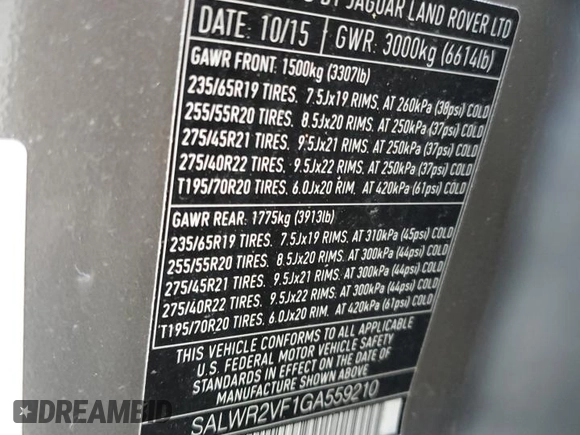 BY JAGUAR LAND ROVER LTD
DATE: 10/15 GWR: 3000kg (6614lb)
GAWR FRONT: 1500kg (3307lb)
235/65R19 TIRES. 7.5Jx19 RIMS. AT 260kPa (38psi) COLD
255/55R20 TIRES. 8.5Jx20 RIMS. AT 250kPa (37psi) COLD
275/45R21 TIRES. 9.5Jx21 RIMS. AT 250kPa (37psi) COLD
275/40R22 TIRES. 9.5Jx22 RIMS. AT 250kPa (37psi) COLD
T195/70R20 TIRES. 6.0Jx20 RIM. AT 420kPa (61psi) COLD
GAWR REAR: 1775kg (3913lb)
235/65R19 TIRES. 7.5Jx19 RIMS. AT 310kPa (45psi) COLD
255/55R20 TIRES. 8.5Jx20 RIMS. AT 300kPa (44psi) COLD
275/45R21 TIRES. 9.5Jx21 RIMS. AT 300kPa (44psi) COLD
275/40R22 TIRES. 9.5Jx22 RIMS. AT 300kPa (44psi) COLD
T195/70R20 TIRES. 6.0Jx20 RIM. AT 420kPa (61psi) COLD
THIS VEHICLE CONFORMS TO ALL APPLICABLE
U.S. FEDERAL MOTOR VEHICLE SAFETY
STANDARDS IN EFFECT ON THE DATE OF
MANUFACTURE SHOWN ABOVE
SALWR2VF1GA559210
DREAMERID.COM